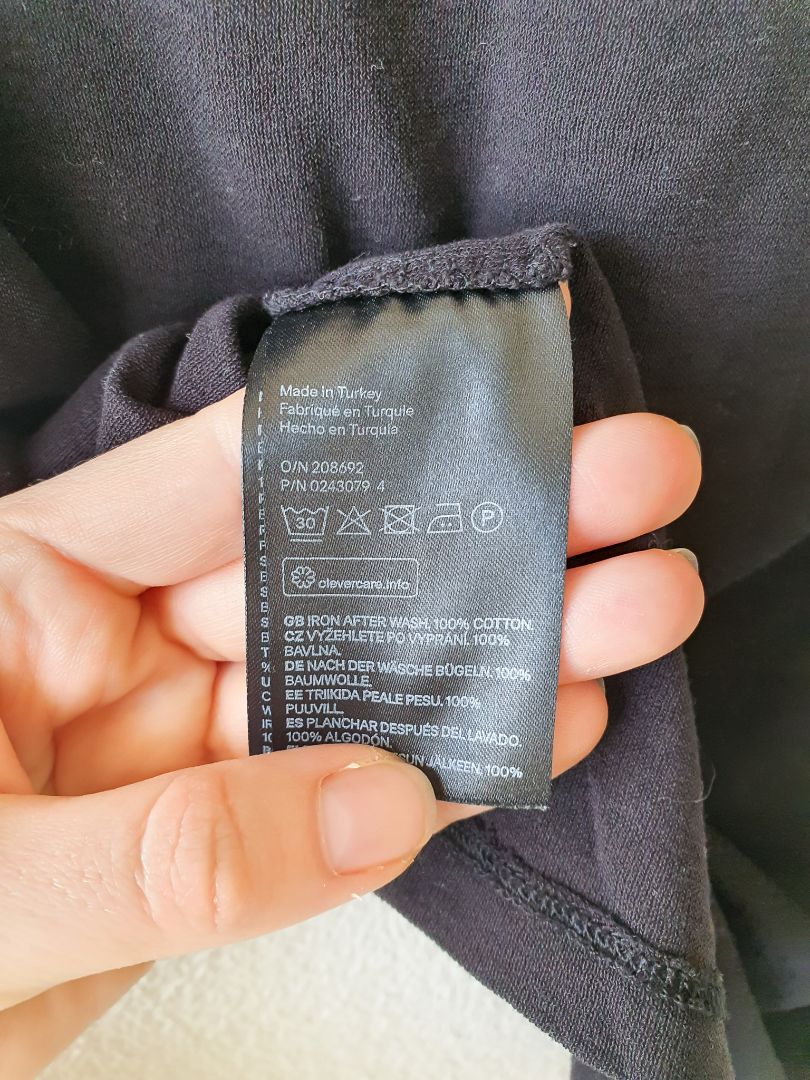 Made in Turkey
Fabriqué en Turquie
Hecho en Turquía
O/N 208692
P/N 0243079 4
30
P
clevercare.info
GB IRON AFTER WASH. 100% COTTON.
CZ VYŽEHLETE PO VYPRÁNÍ. 100%
BAVLNA.
DE NACH DER WÄSCHE BÜGELN. 100%
BAUMWOLLE.
EE TRIIKIDA PEALE PESU. 100%
PUUVILL.
ES PLANCHAR DESPUÉS DEL LAVADO.
100% ALGODÓN.
JÄLKEEN. 100%